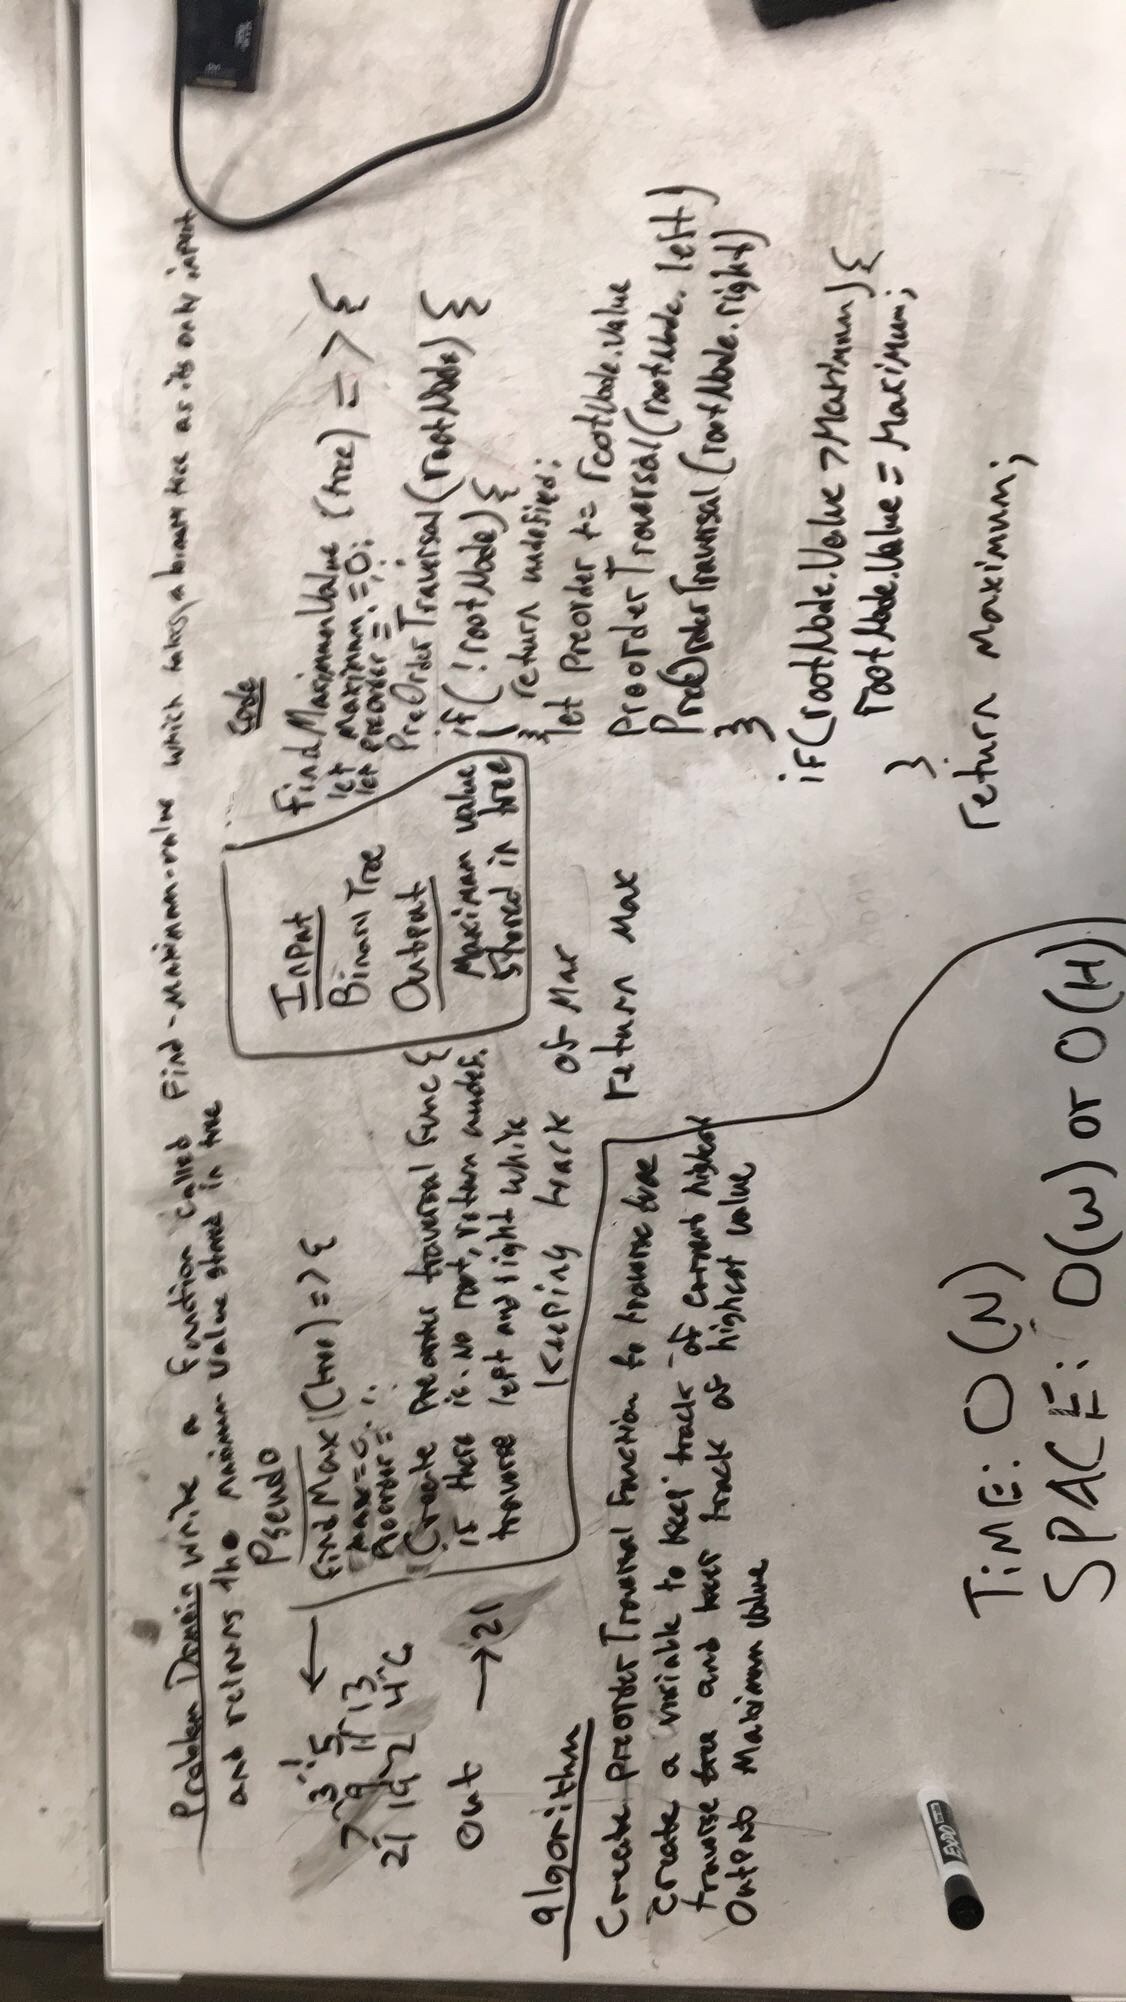 Problem Domain Write a function called Find-Maximum-value which takes a binary tree as its only input
and returns the maximum value stored in tree
Pseudo
findMax(tree) => {
max=0;
Preorder=
Create Preorder traversal func {
if there is no root, return undef.
traverse left and right while
keeping track of Max
return Max
Input
Binary Tree
Output
Maximum value
stored in tree
Code
findMaximumValue (tree) => {
let maximum = 0;
let preorder =
PreOrderTraversal(rootNode) {
if(!rootNode){
return undefined;
}
let Preorder += rootNode.value
PreorderTraversal(rootNode.left)
PreOrderTraversal(rootNode.right)
}
if(rootNode.Value > Maximum){
rootNode.Value = Maximum;
}
return Maximum;
1
3 5
7 9 11 13
21 19 2 4
Out → 21
algorithm
Create preorderTraversal Function to traverse tree
Create a variable to keep track of current highest
traverse tree and track of highest value
Output Maximum Value
TIME: O(N)
SPACE: O(W) or O(H)
EXPO